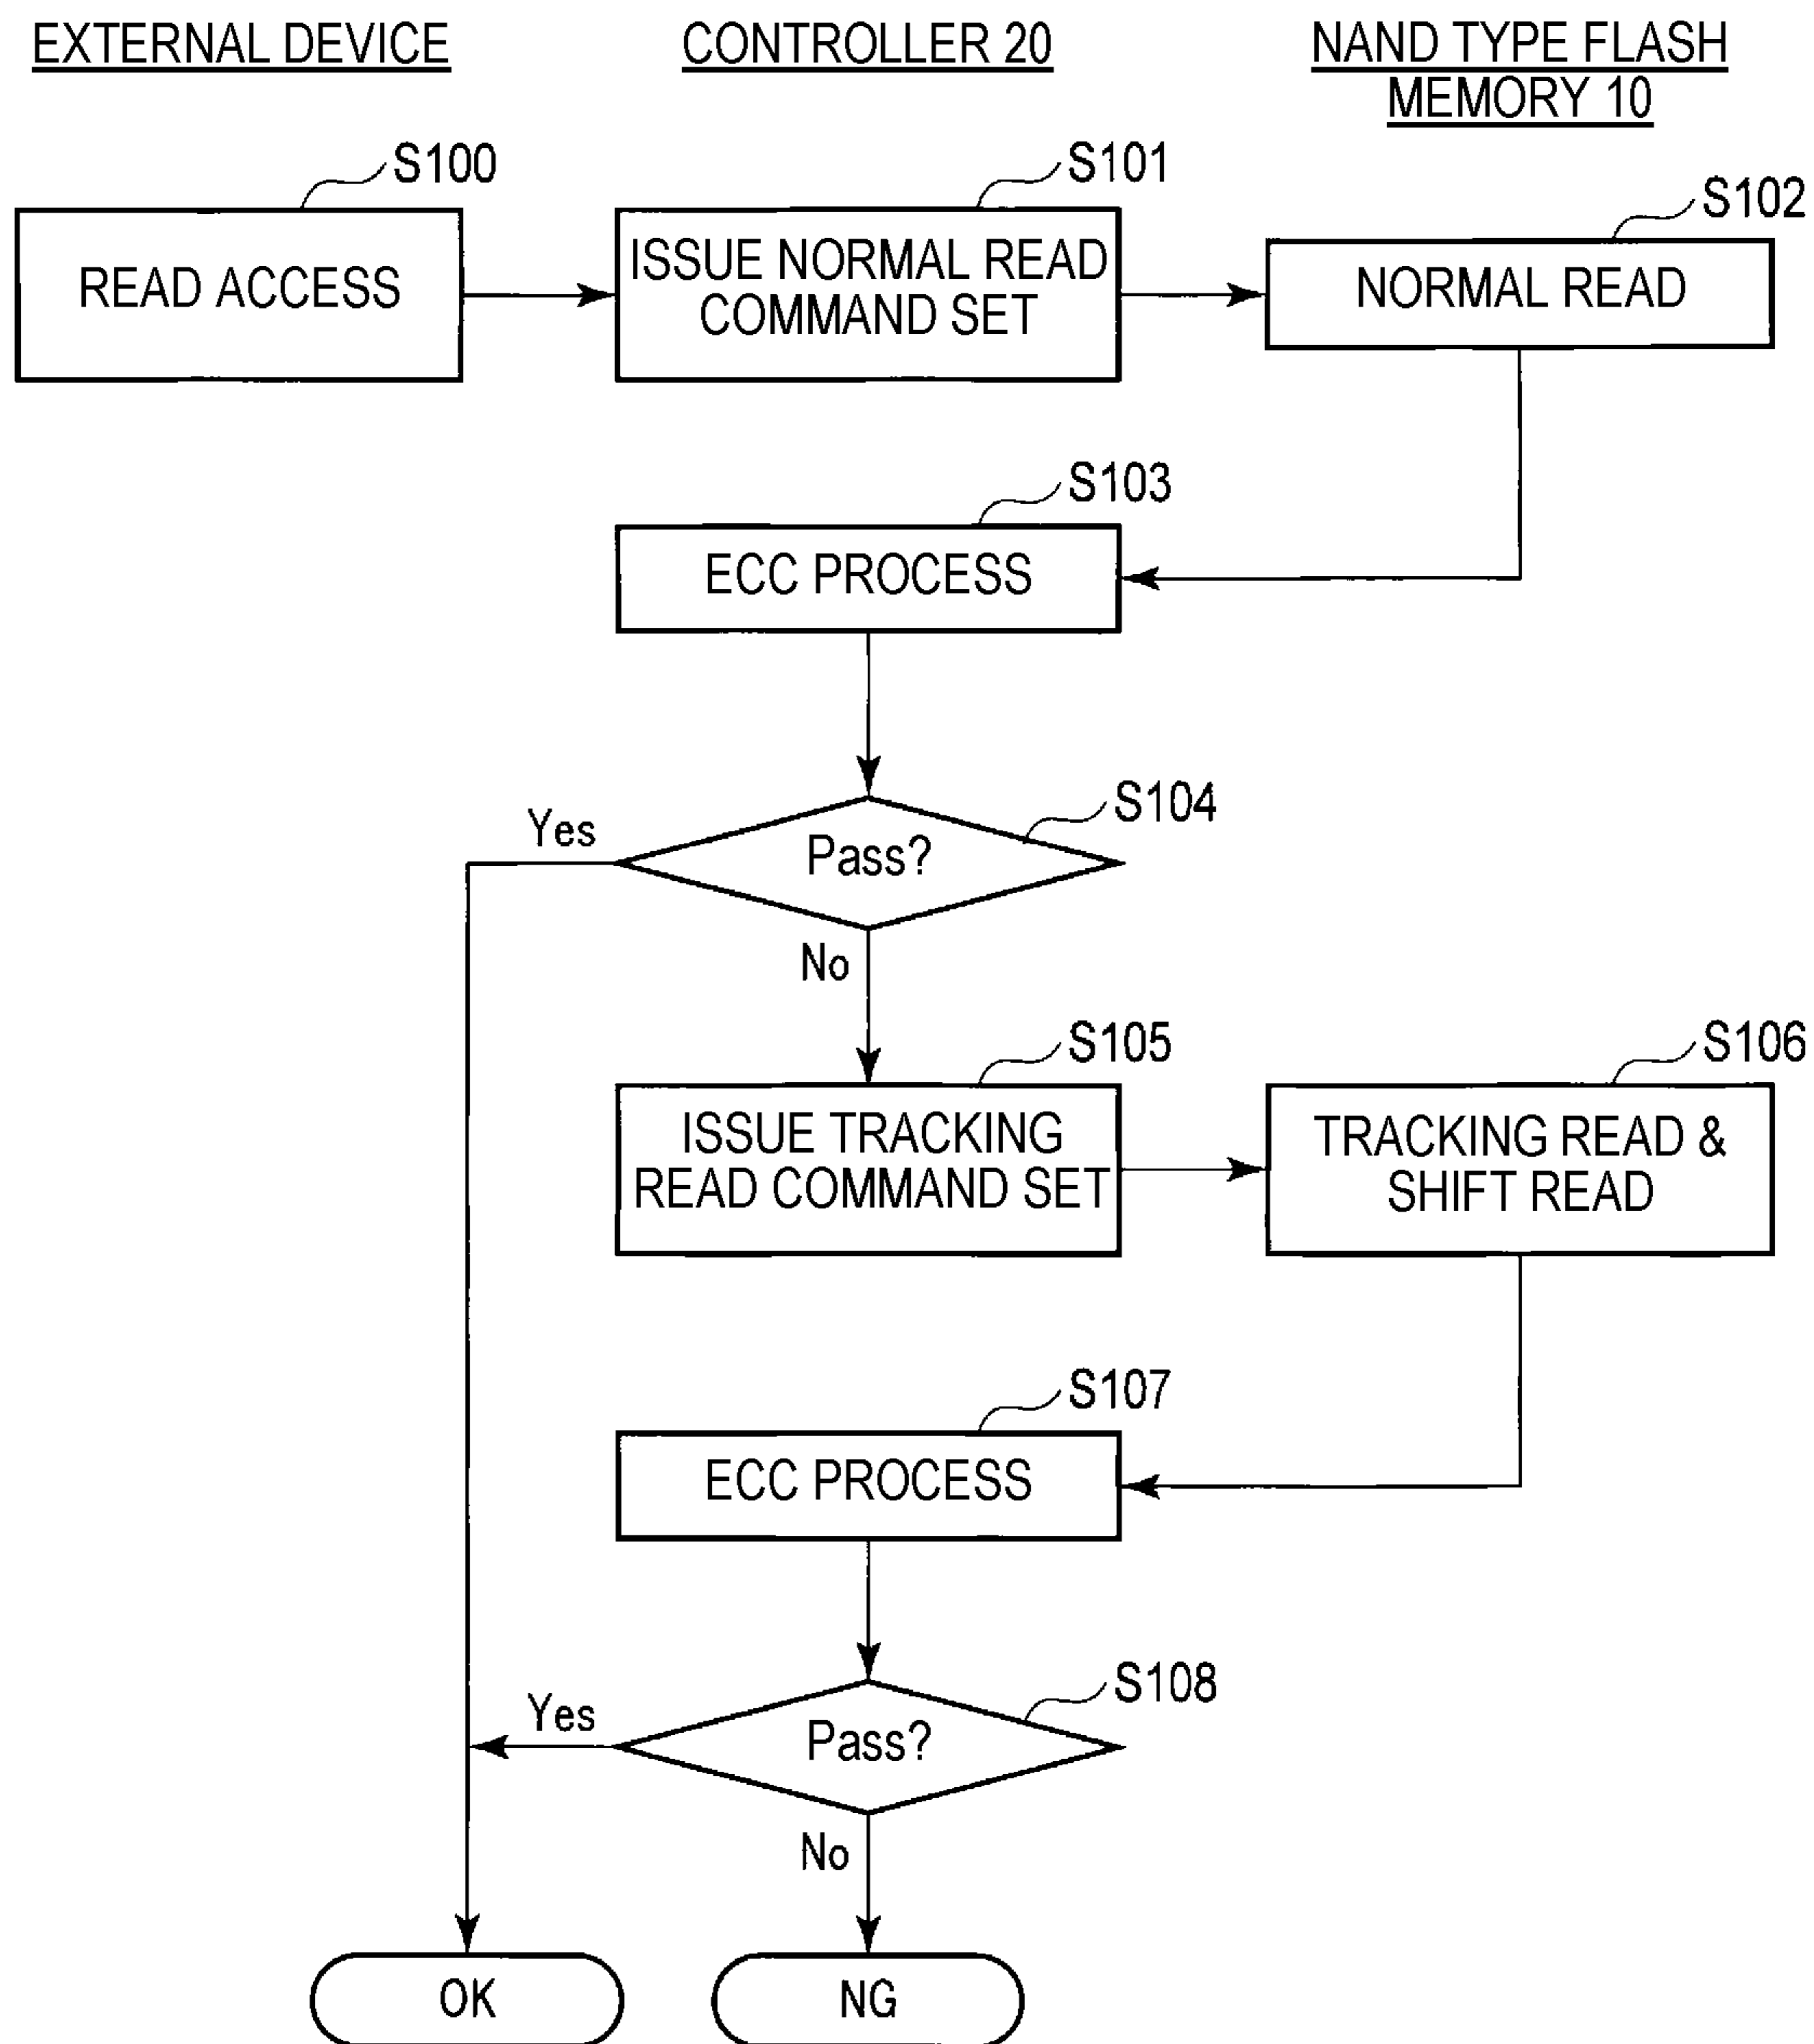 EXTERNAL DEVICE
CONTROLLER 20
NAND TYPE FLASH
MEMORY 10
S100
READ ACCESS
S101
ISSUE NORMAL READ
COMMAND SET
S102
NORMAL READ
S103
ECC PROCESS
S104
Pass?
Yes
No
S105
ISSUE TRACKING
READ COMMAND SET
S106
TRACKING READ &
SHIFT READ
S107
ECC PROCESS
S108
Pass?
Yes
No
OK
NG